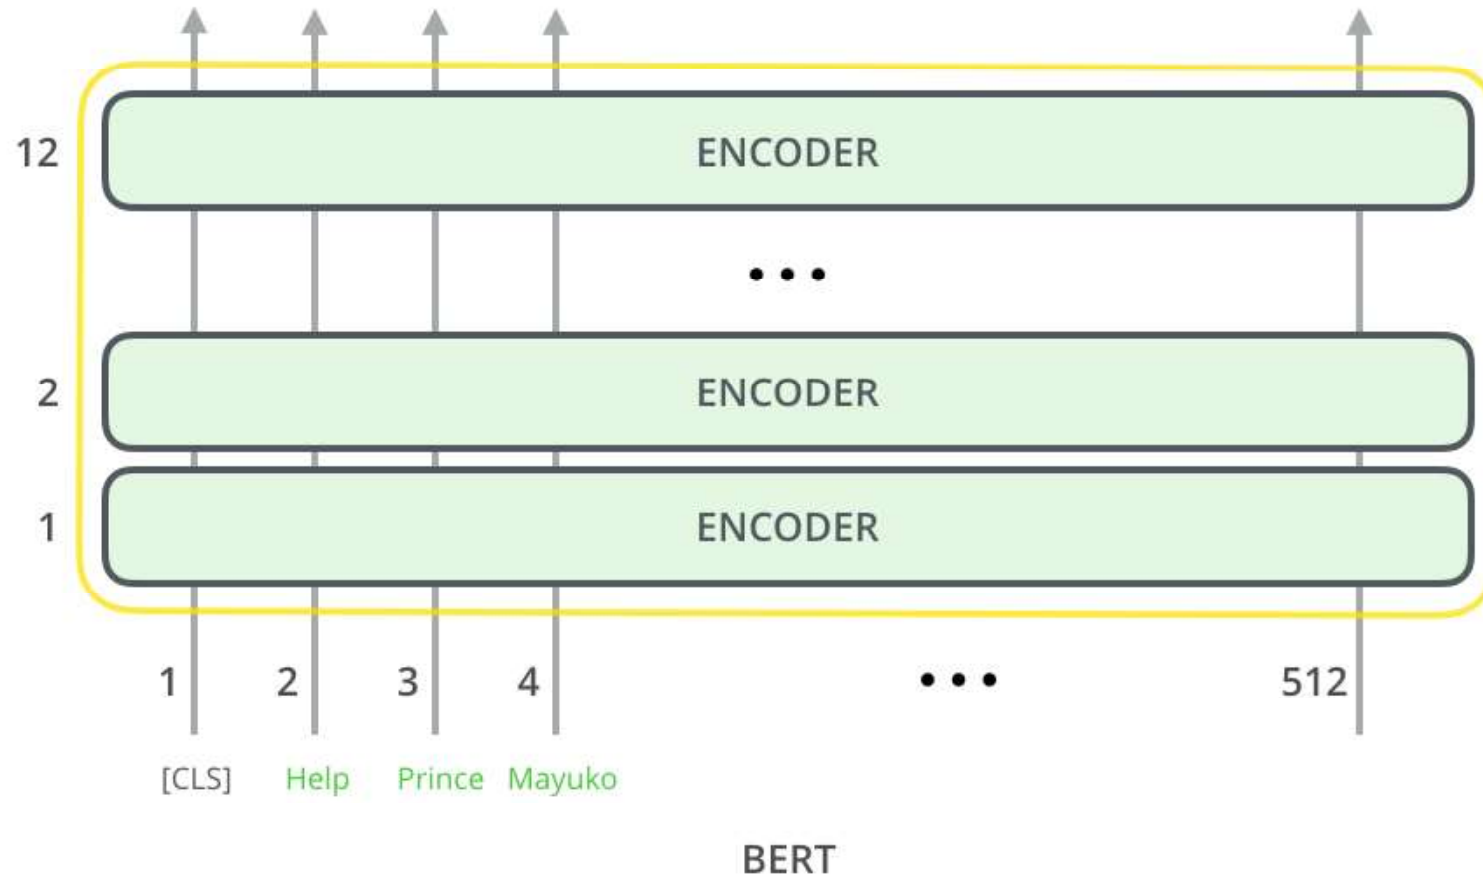 12 ENCODER
• • •
2 ENCODER
1 ENCODER
1 2 3 4 • • • 512
[CLS] Help Prince Mayuko
BERT